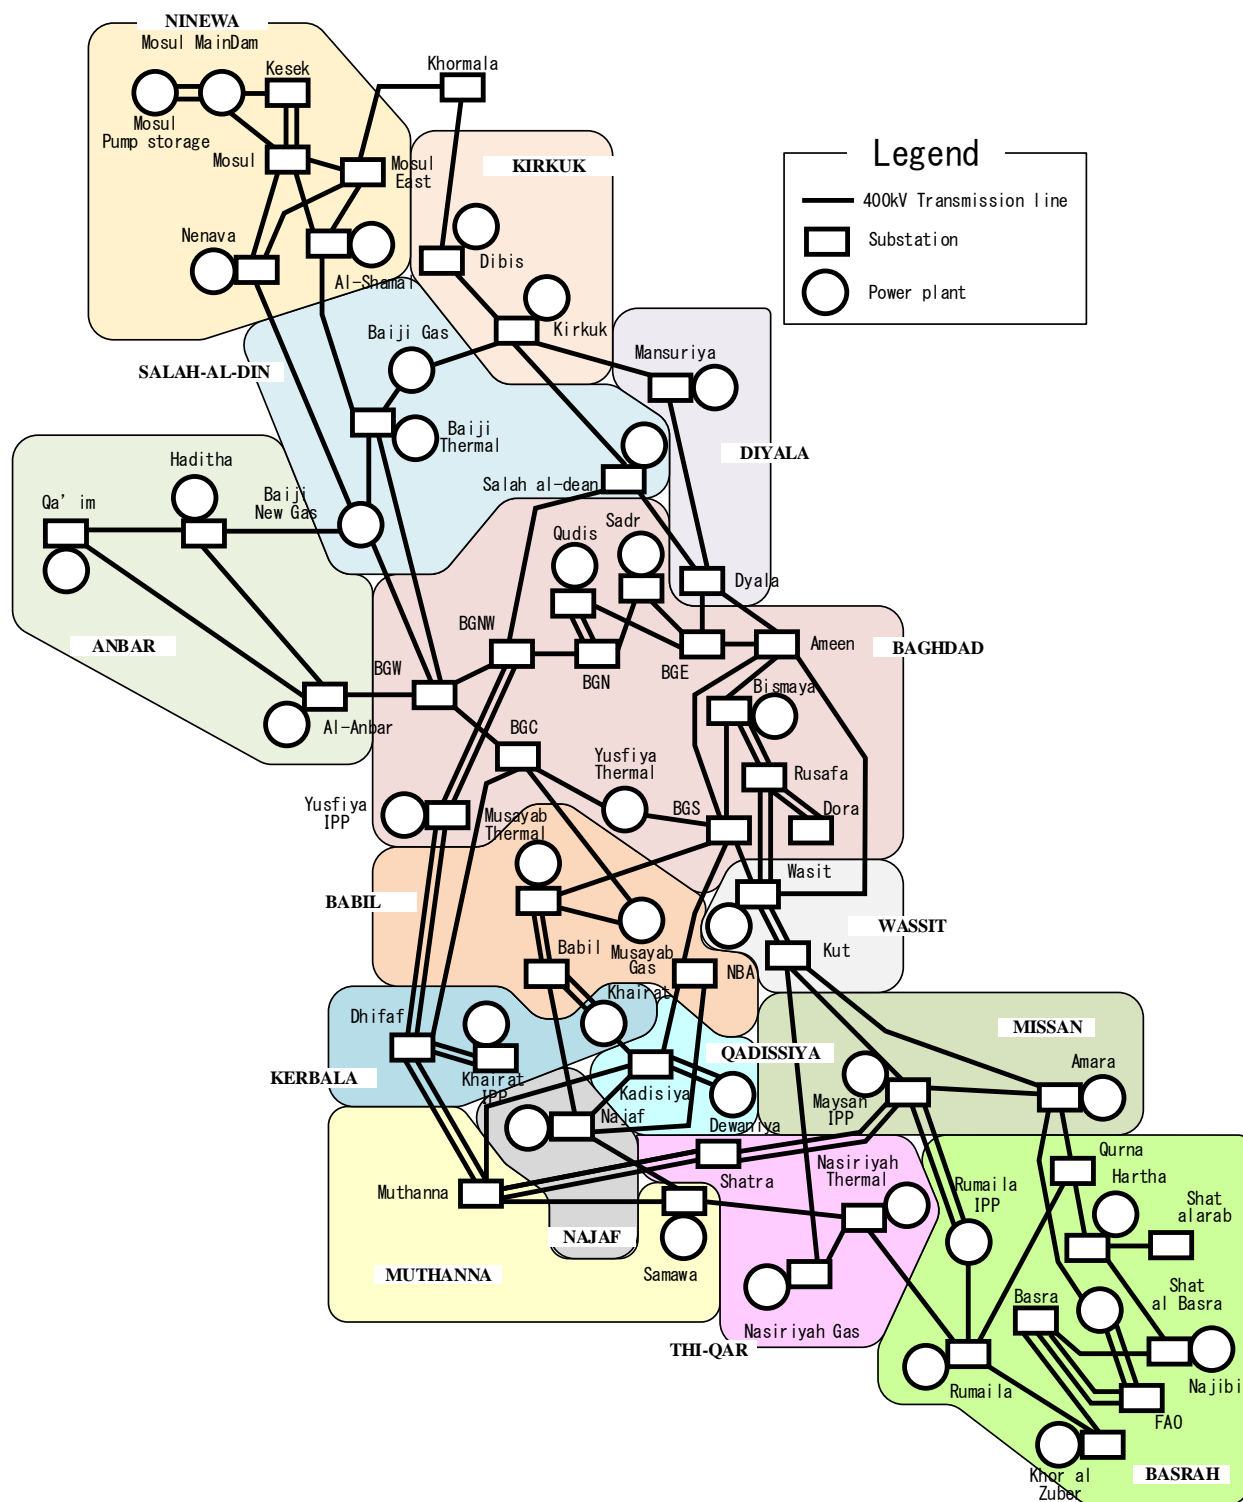 NINEWA
Mosul MainDam
Kesek
Khormala
Mosul
Pump storage
Mosul
Mosul
East
Nenava
Al-Shamal
KIRKUK
Dibis
Kirkuk
Legend
400kV Transmission line
Substation
Power plant
SALAH-AL-DIN
Baiji Gas
Baiji
Thermal
Baiji
New Gas
Salah al-dean
Mansuriya
DIYALA
Dyala
Haditha
Qa' im
ANBAR
Al-Anbar
Qudis
Sadr
BGNW
BGN
BGE
Ameen
BAGHDAD
BGW
BGC
Bismaya
Yusfiya
Thermal
Rusafa
Dora
BGS
Yusfiya
IPP
Musayab
Thermal
BABIL
Babil
Musayab
Gas
NBA
Wasit
WASSIT
Kut
Khairat
Dhifaf
Khairat
IPP
KERBALA
QADISSIYA
Kadisiya
Dewaniya
Najaf
MISSAN
Amara
Maysan
IPP
Muthanna
Shatra
NAJAF
MUTHANNA
Samawa
Nasiriyah
Thermal
Nasiriyah Gas
THI-QAR
Qurna
Hartha
Rumaila
IPP
Shat
alarab
Basra
Shat
al Basra
Najibi
Rumaila
FAO
Khor al
Zuber
BASRAH